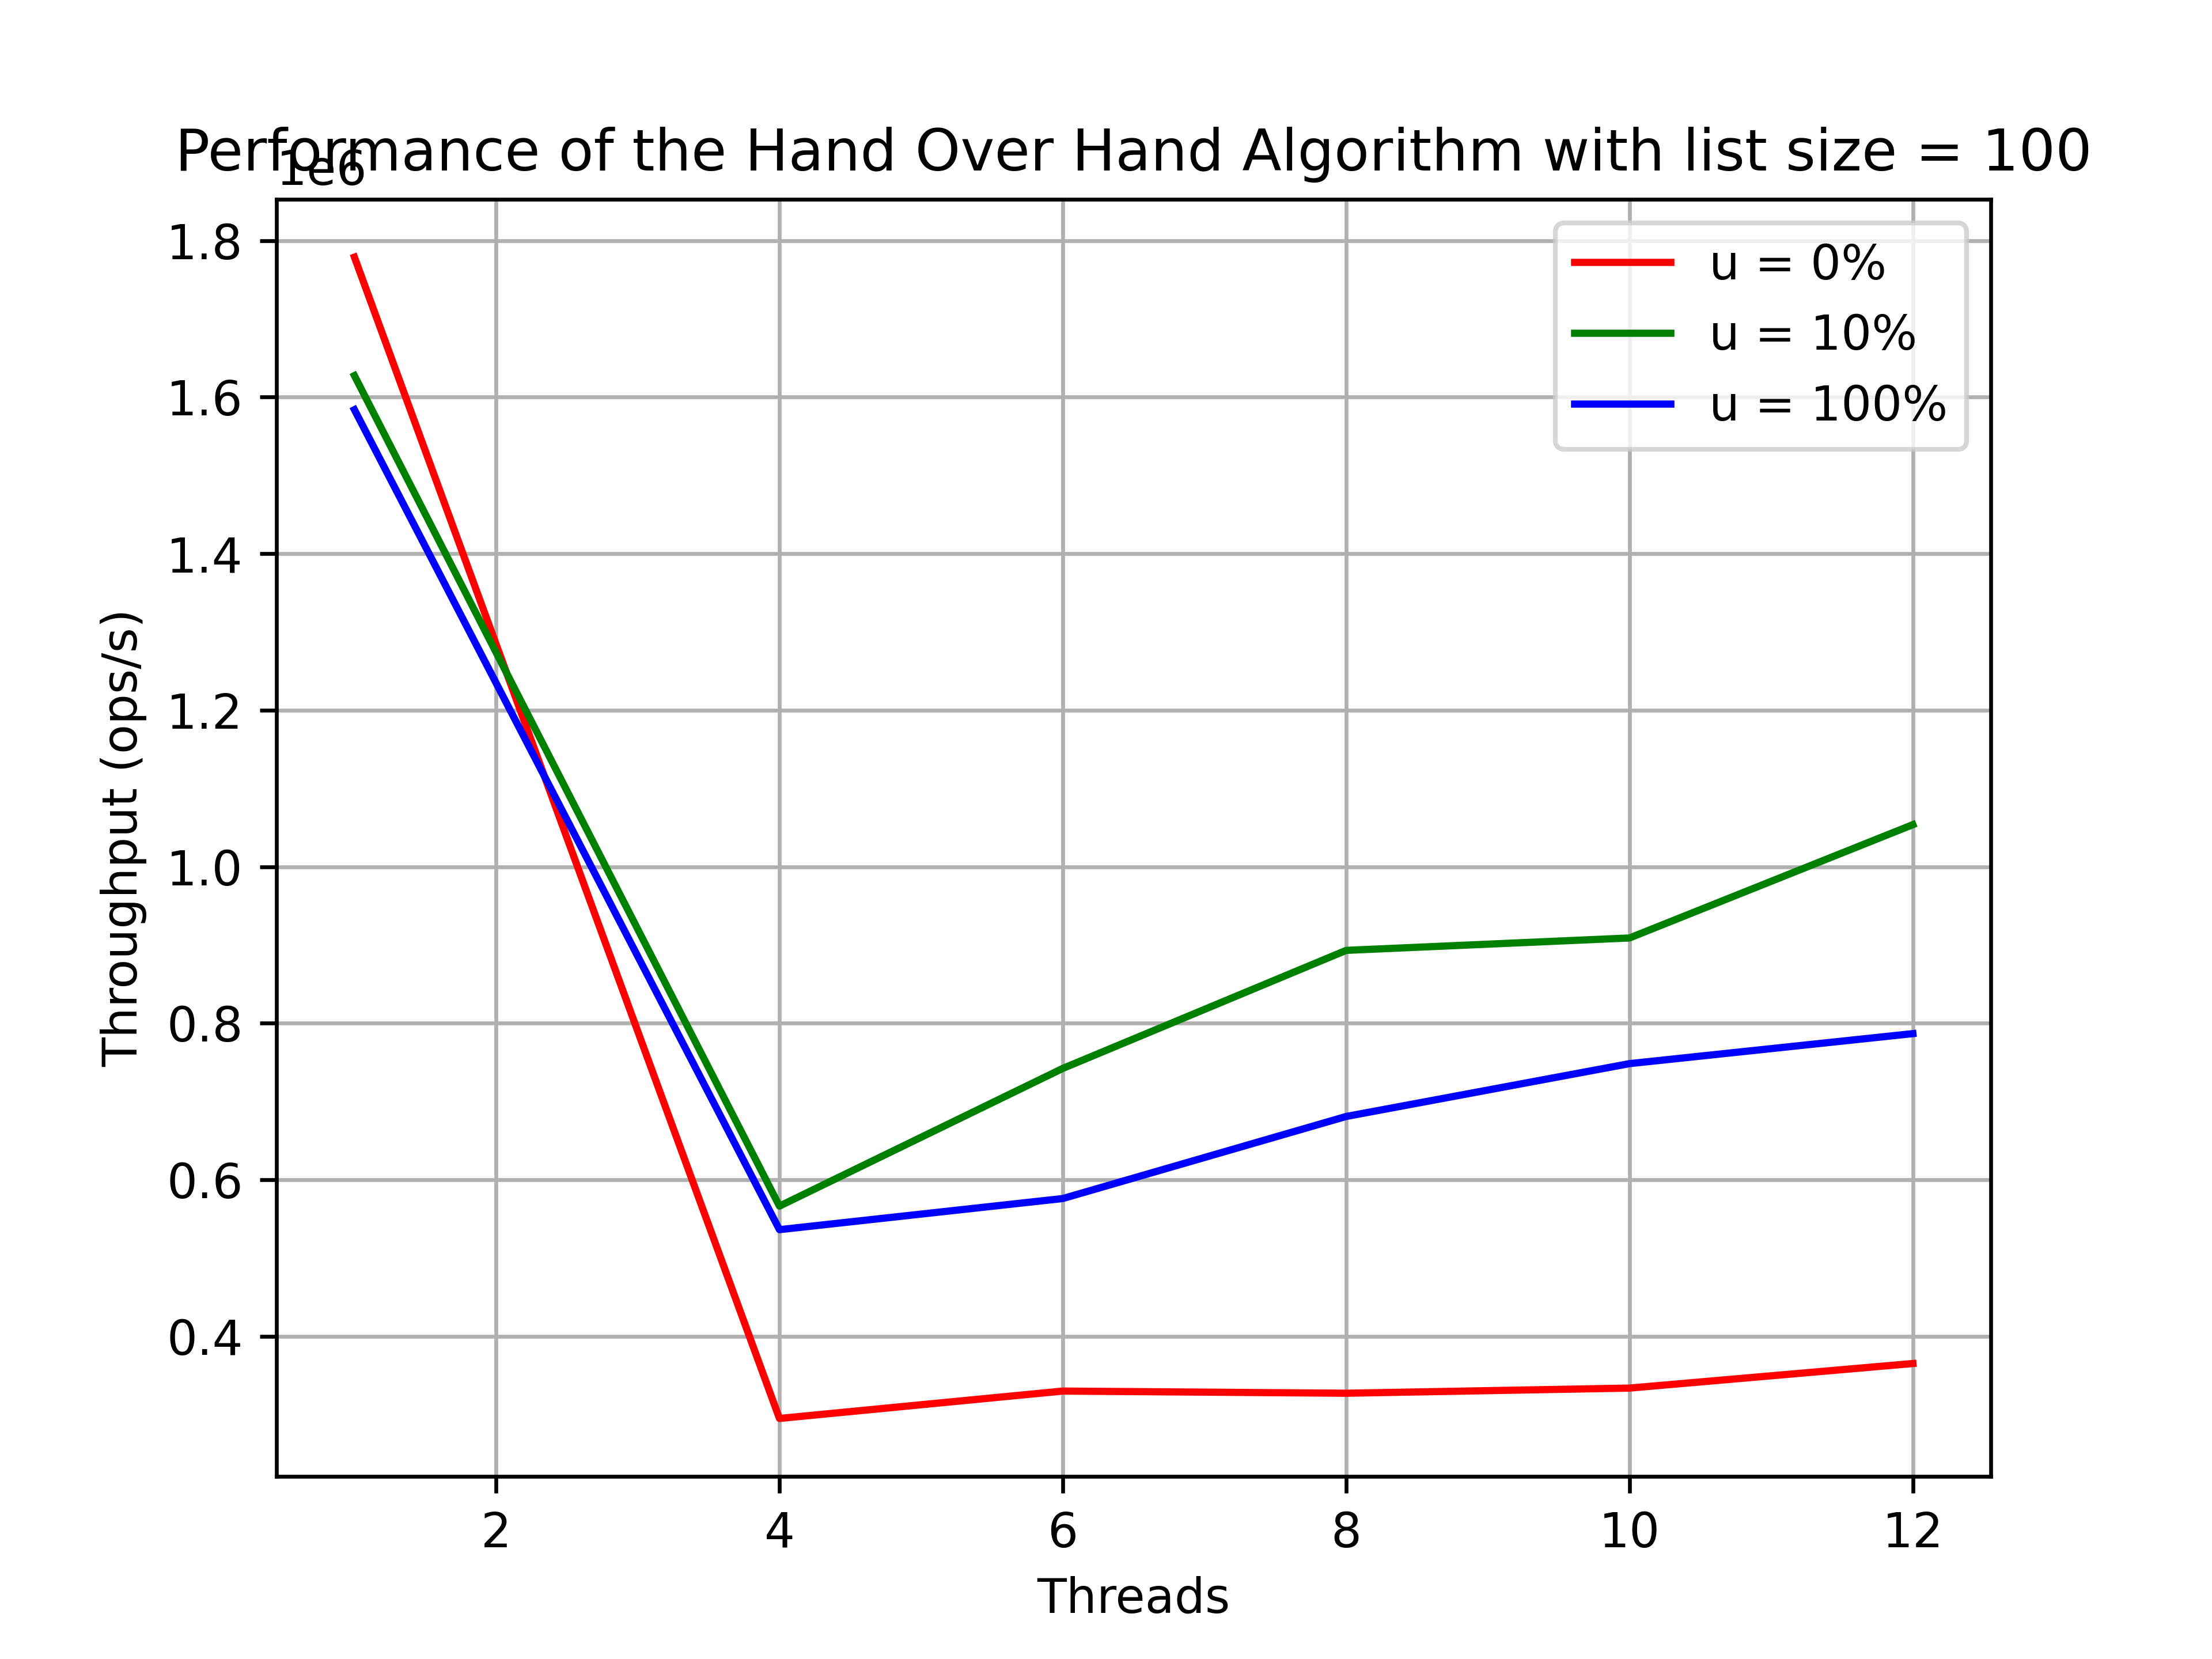 Performance of the Hand Over Hand Algorithm with list size = 100
1e6
1.8
1.6
1.4
1.2
1.0
0.8
0.6
0.4
Throughput (ops/s)
u = 0%
u = 10%
u = 100%
2 4 6 8 10 12
Threads